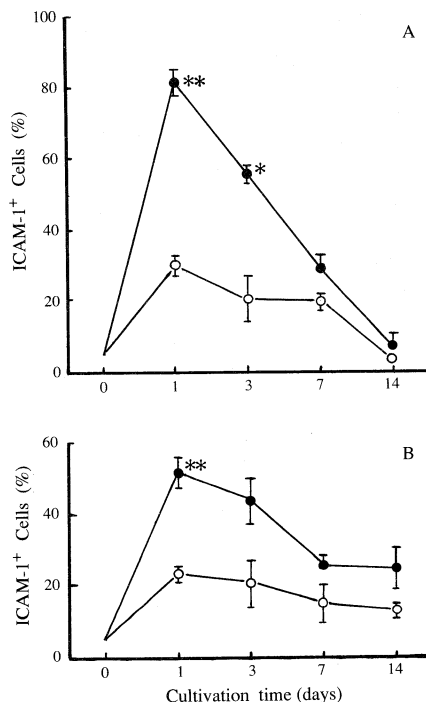 A
100
80
60
40
20
0
ICAM-1+ Cells (%)
**
*
0 1 3 7 14
B
60
40
20
0
ICAM-1+ Cells (%)
**
0 1 3 7 14
Cultivation time (days)